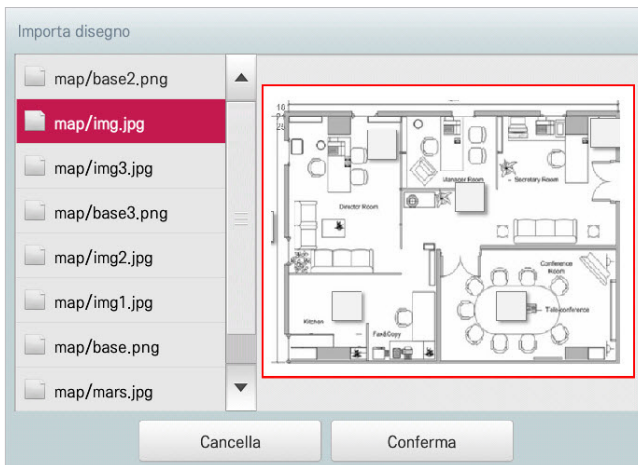 Importa disegno
map/base2.png
map/img.jpg
map/img3.jpg
map/base3.png
map/img2.jpg
map/img1.jpg
map/base.png
map/mars.jpg
10
25
Manager Room
Secretary Room
Director Room
Conference
Room
Teleconference
Kitchen
Fax&Copy
Cancella
Conferma